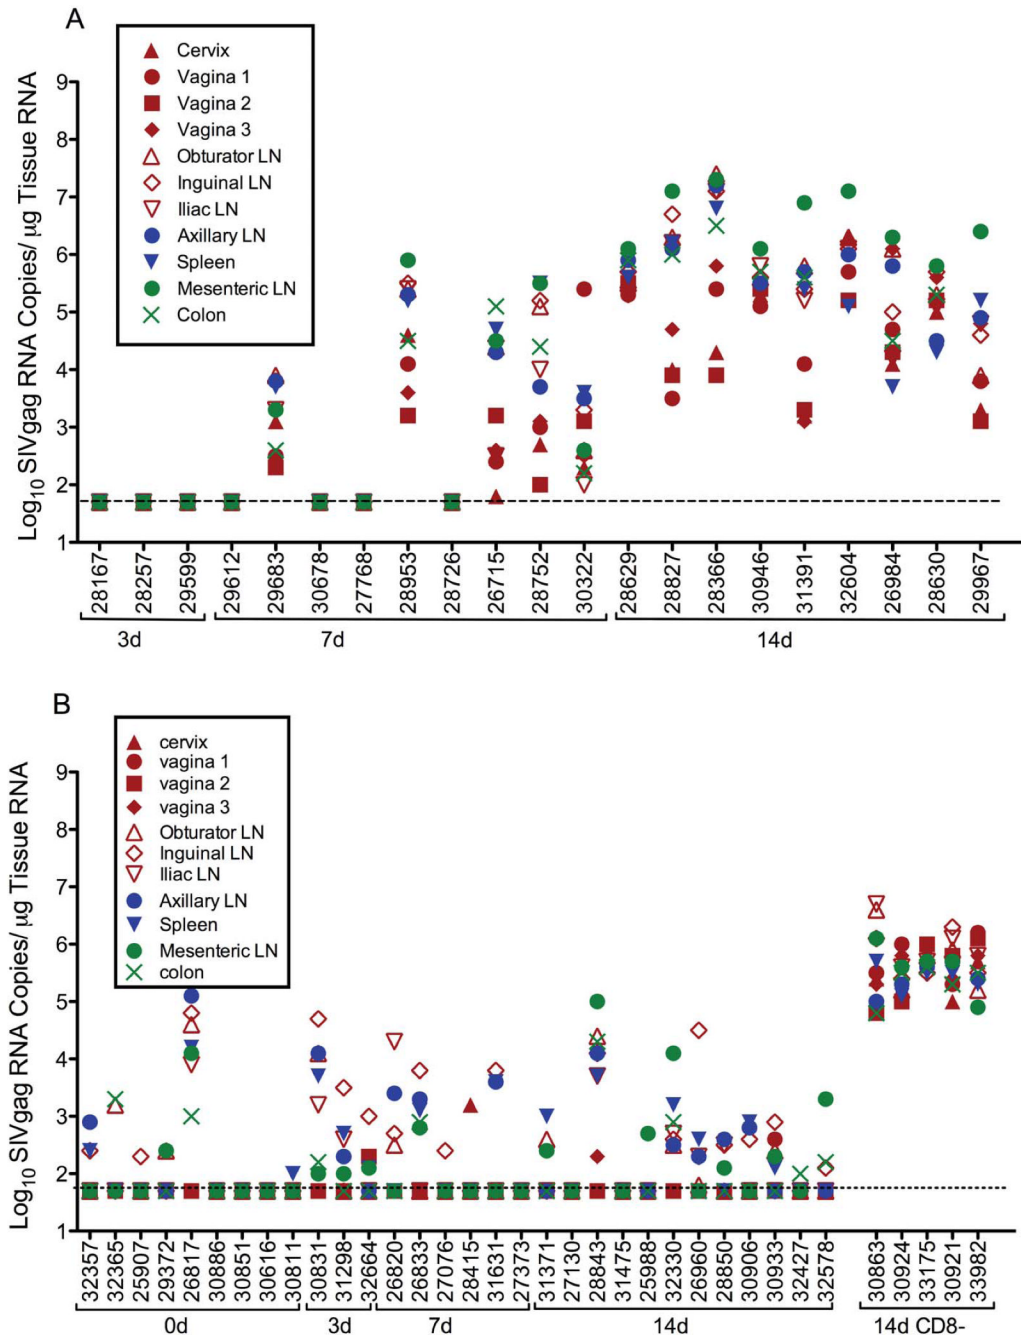 A
Cervix
Vagina 1
Vagina 2
Vagina 3
Obturator LN
Inguinal LN
Iliac LN
Axillary LN
Spleen
Mesenteric LN
Colon
Log10 SIVgag RNA Copies/ μg Tissue RNA
9
8
7
6
5
4
3
2
1
28167
28257
29599
29612
29683
30678
27768
28953
28726
26715
28752
30322
28629
28827
28366
30946
31391
32604
26984
28630
29967
3d 7d 14d
B
cervix
vagina 1
vagina 2
vagina 3
Obturator LN
Inguinal LN
Iliac LN
Axillary LN
Spleen
Mesenteric LN
colon
Log10 SIVgag RNA Copies/ μg Tissue RNA
9
8
7
6
5
4
3
2
1
32357
32365
25907
29372
26817
30886
30851
30616
30811
30831
31298
32664
26820
26833
27076
28415
31631
27373
31371
27130
28843
31475
25988
32330
26960
28850
30906
30933
32427
32578
30863
30924
33175
30921
33982
0d 3d 7d 14d 14d CD8-